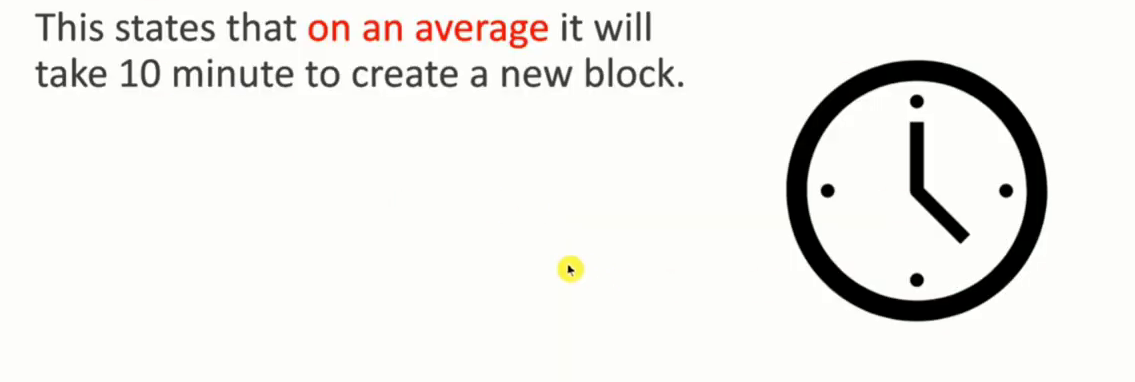 This states that on an average it will
take 10 minute to create a new block.